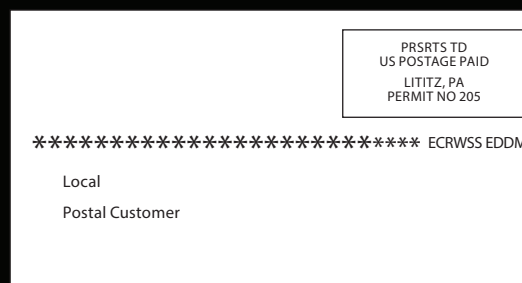 PRSRTS TD
US POSTAGE PAID
LITITZ, PA
PERMIT NO 205
************************** ECRWSS EDDM
Local
Postal Customer